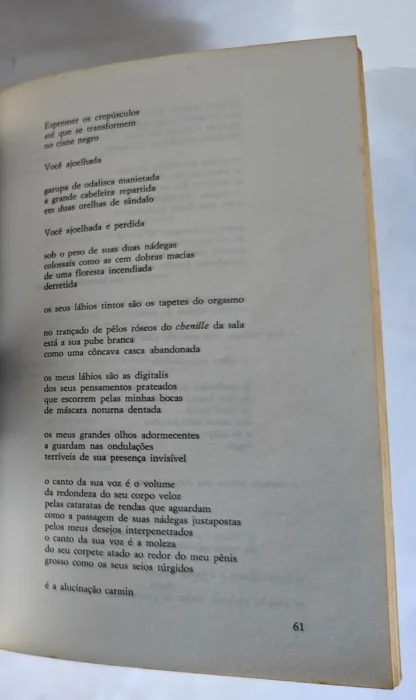 Espremer os crepúsculos
até que se transformem
no cisne negro
Você ajoelhada
garupa de odalisca manietada
a grande cabeleira repartida
em duas orelhas de sândalo
Você ajoelhada e perdida
sob o peso de suas duas nádegas
colossais como as cem dobras macias
de uma floresta incendiada
derretida
os seus lábios tintos são os tapetes do orgasmo
no trançado de pêlos róseos do chenille da sala
está a sua pube branca
como uma côncava casca abandonada
os meus lábios são as digitalis
dos seus pensamentos prateados
que escorrem pelas minhas bocas
de máscara noturna dentada
os meus grandes olhos adormecentes
a guardam nas ondulações
terríveis de sua presença invisível
o canto da sua voz é o volume
da redondeza do seu corpo veloz
pelas cataratas de rendas que aguardam
como a passagem de suas nádegas justapostas
pelos meus desejos interpenetrados
o canto da sua voz é a moleza
do seu corpete atado ao redor do meu pênis
grosso como os seus seios túrgidos
é a alucinação carmin
61